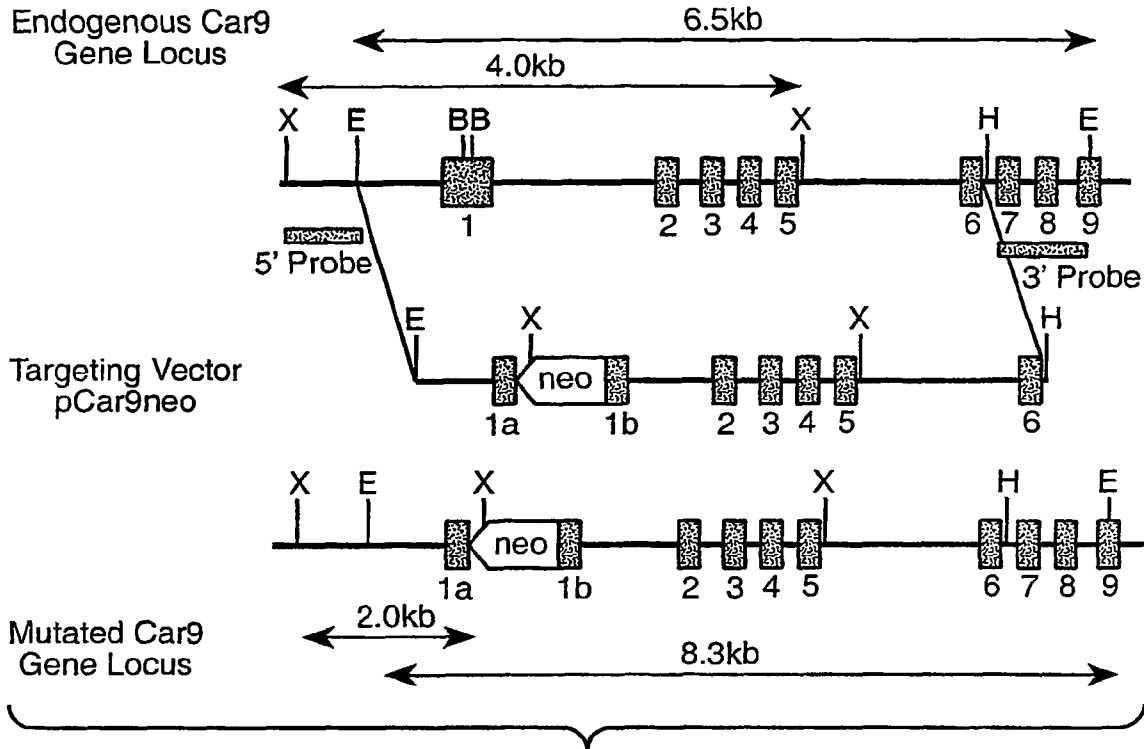 Endogenous Car9
Gene Locus
6.5kb
4.0kb
X E BB X H E
1 2 3 4 5 6 7 8 9
5' Probe
3' Probe
E X X H
Targeting Vector
pCar9neo
neo
1a 1b 2 3 4 5 6
X E X X H E
neo
1a 1b 2 3 4 5 6 7 8 9
Mutated Car9
Gene Locus
2.0kb
8.3kb